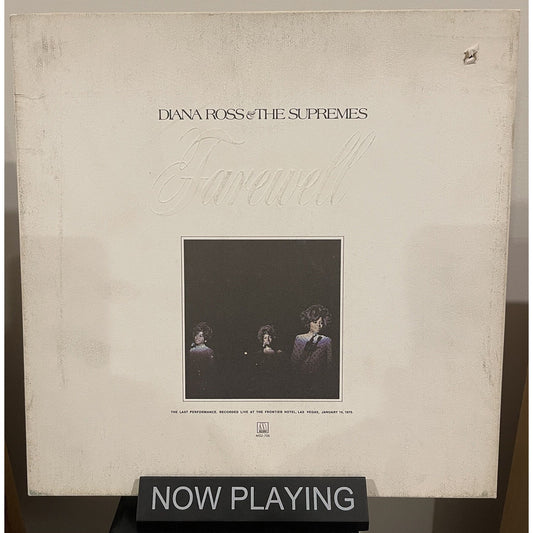 DIANA ROSS & THE SUPREMES
Farewell
THE LAST PERFORMANCE. RECORDED LIVE AT THE FRONTIER HOTEL, LAS VEGAS, JANUARY 14, 1970.
M
NOW PLAYING